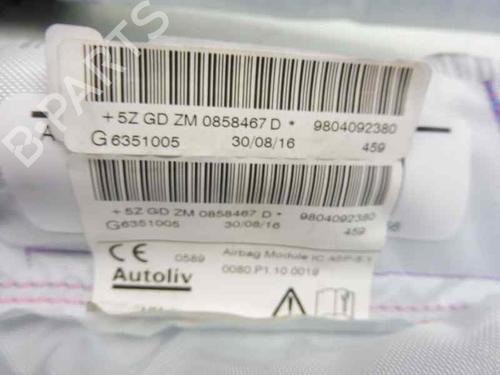 +5Z GD ZM 0858467 D * 9804092380
G 6351005 30/08/16 459
+5Z GD ZM 0858467 D * 9804092380
G 6351005 30/08/16 459
CE 0589 Airbag Module IC
Autoliv 0080.P1.10.0019
B-PARTS